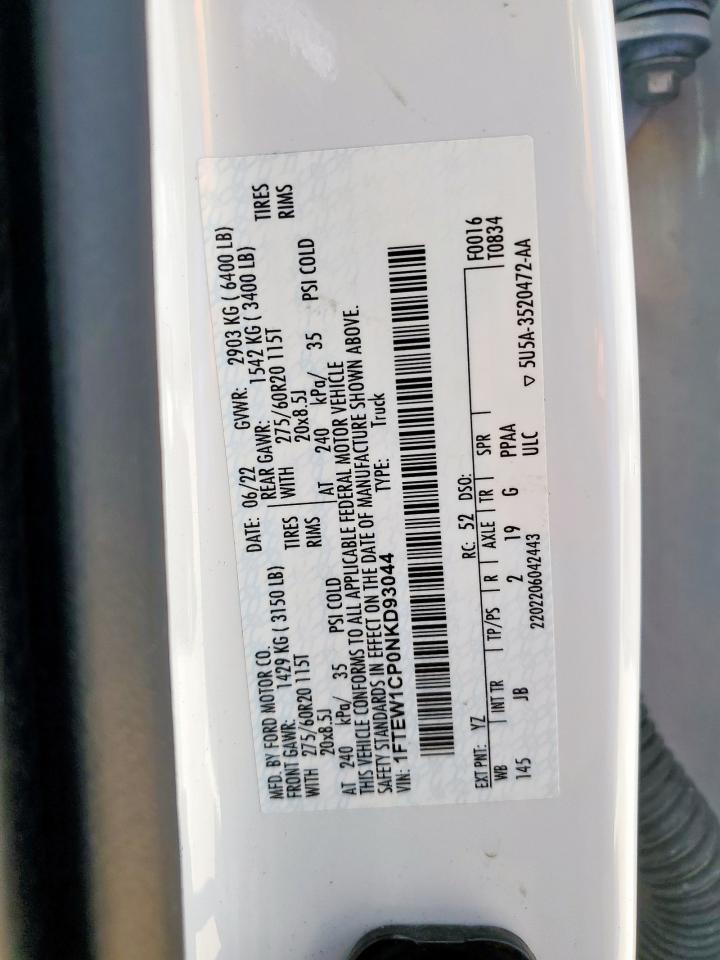 MFD. BY FORD MOTOR CO. DATE: 06/22 GVWR: 2903 KG ( 6400 LB)
FRONT GAWR: 1429 KG ( 3150 LB) REAR GAWR: 1542 KG ( 3400 LB)
WITH 275/60R20 115T TIRES WITH 275/60R20 115T TIRES
20x8.5J RIMS 20x8.5J RIMS
AT 240 kPa/ 35 PSI COLD AT 240 kPa/ 35 PSI COLD
THIS VEHICLE CONFORMS TO ALL APPLICABLE FEDERAL MOTOR VEHICLE
SAFETY STANDARDS IN EFFECT ON THE DATE OF MANUFACTURE SHOWN ABOVE.
VIN: 1FTEW1CP0NKD93044 TYPE: Truck
EXT PNT: YZ RC: 52 DSO: F0016
WB INT TR TP/PS R AXLE TR SPR T0834
145 JB 2 19 G PPAA
2202206042443 ULC ▽ 5U5A-3520472-AA